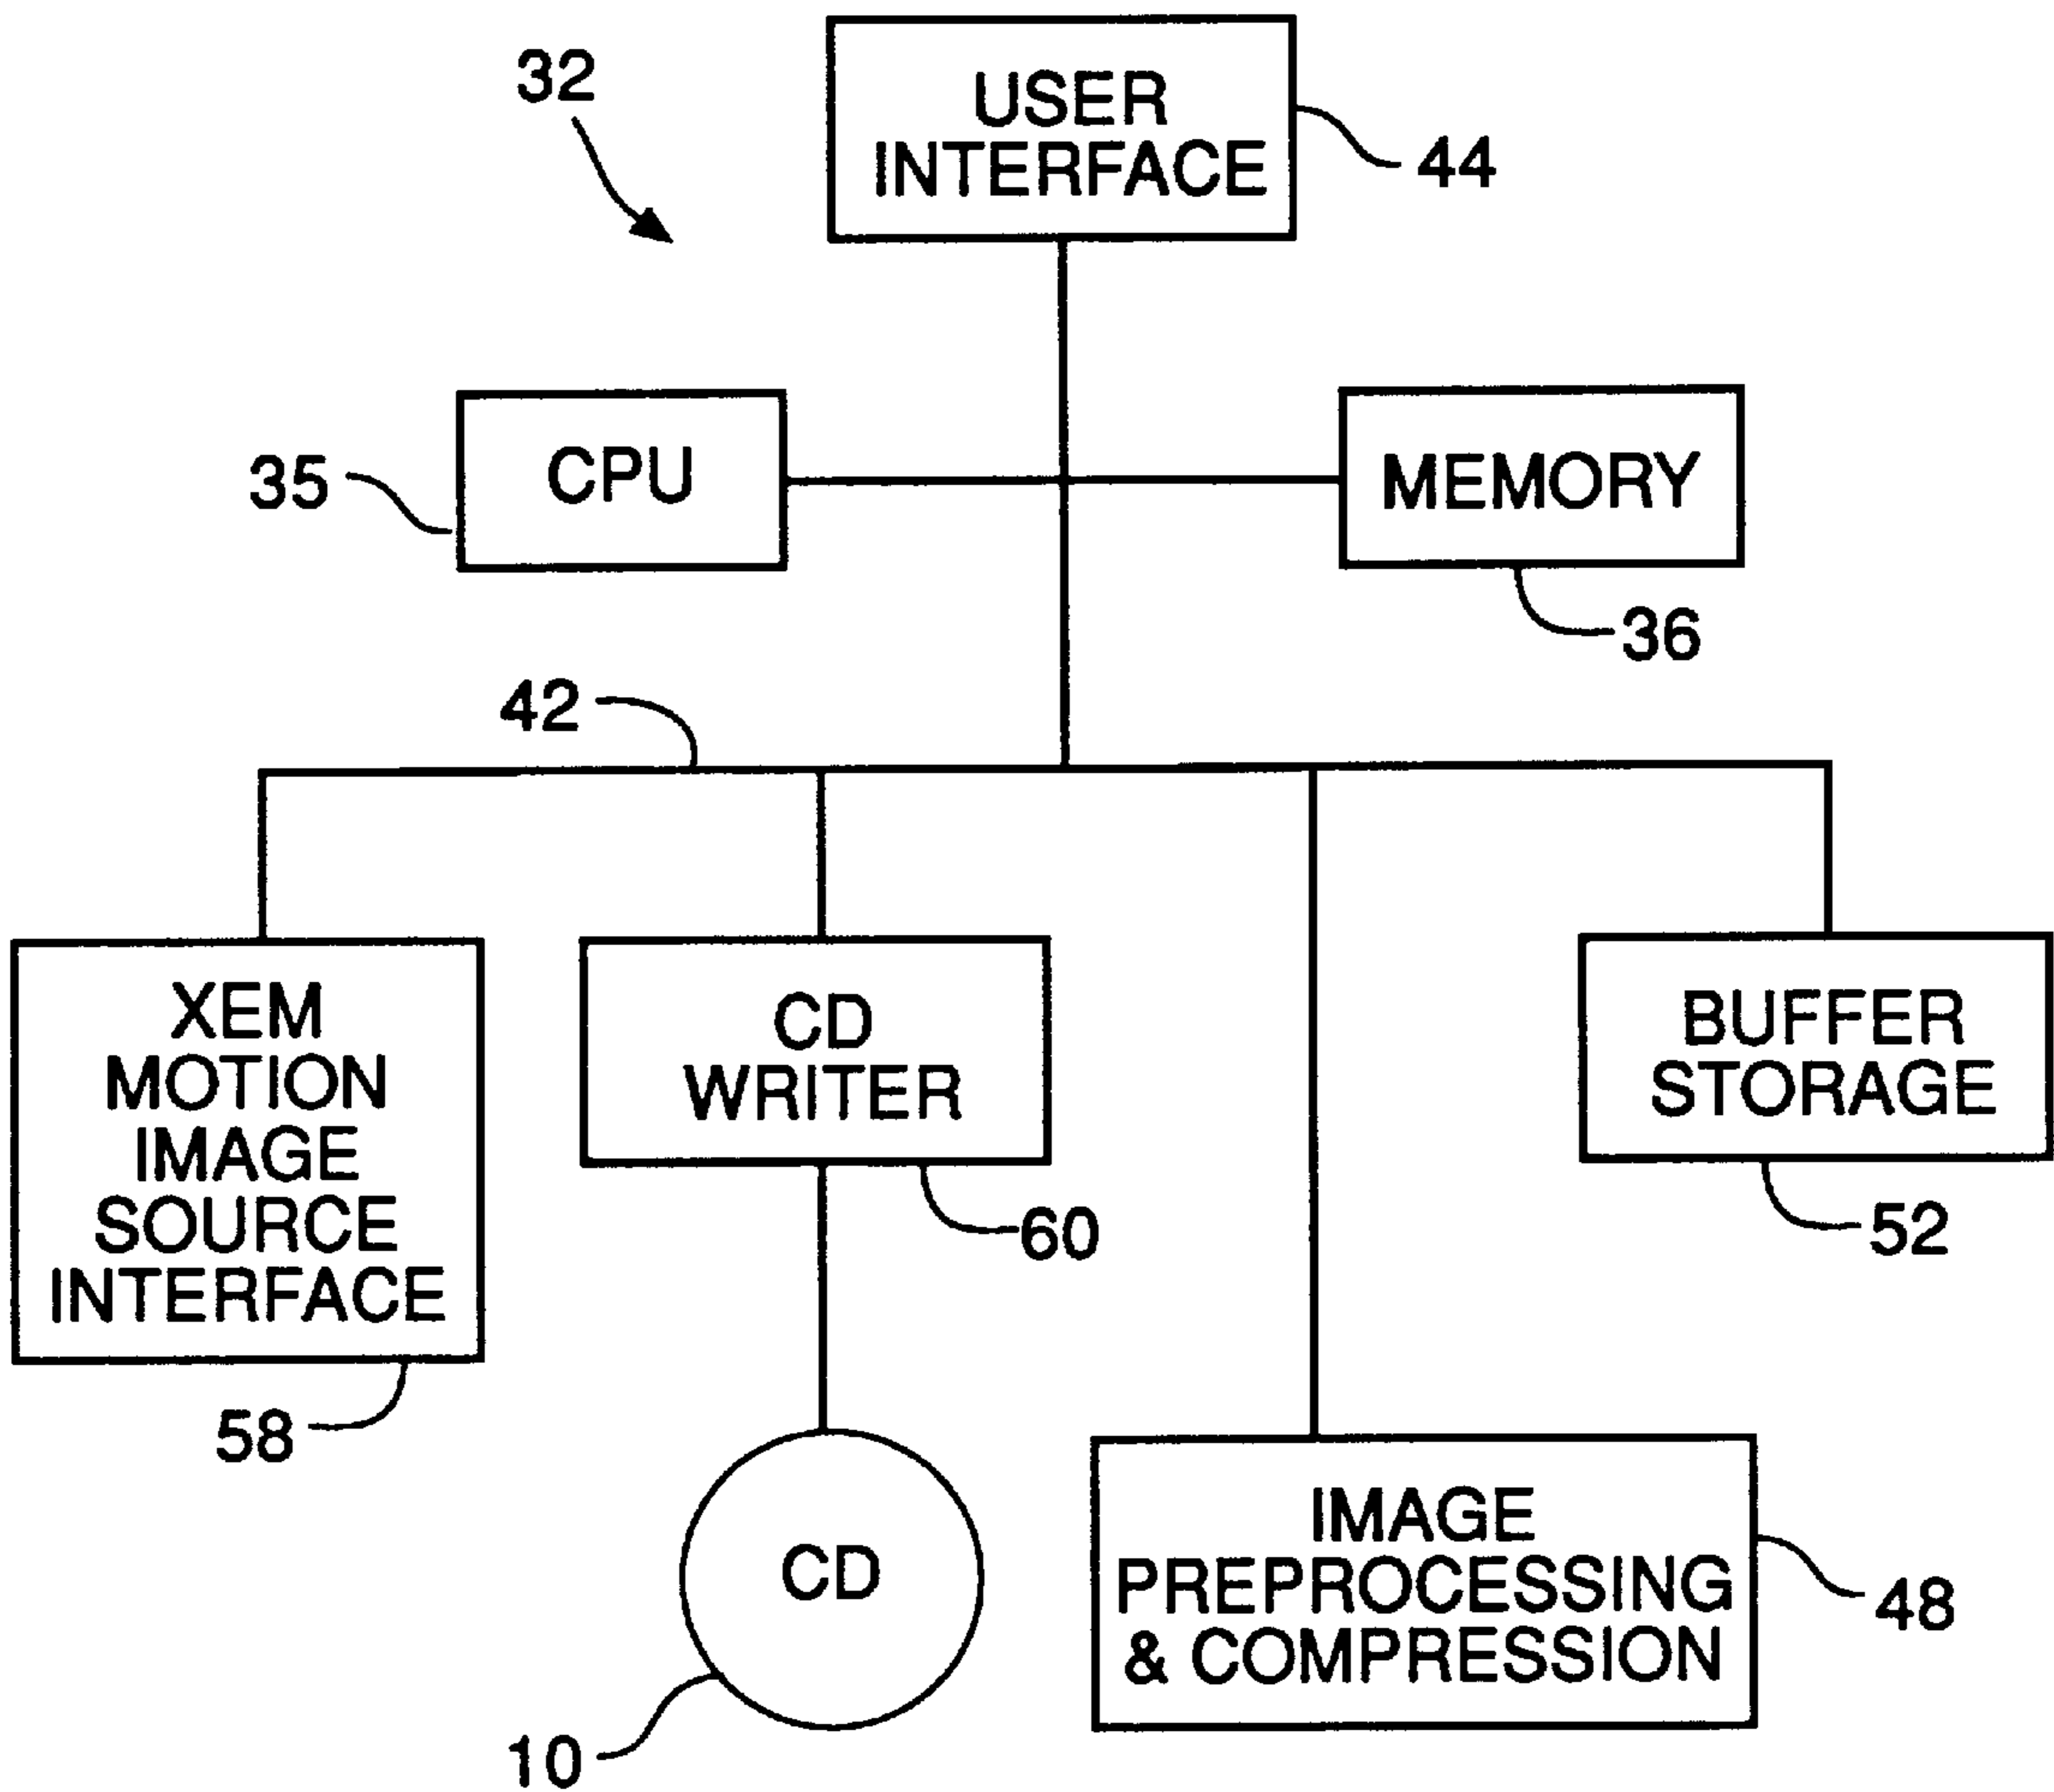 32
USER
INTERFACE
44
35
CPU
MEMORY
36
42
XEM
MOTION
IMAGE
SOURCE
INTERFACE
58
CD
WRITER
60
BUFFER
STORAGE
52
CD
10
IMAGE
PREPROCESSING
& COMPRESSION
48